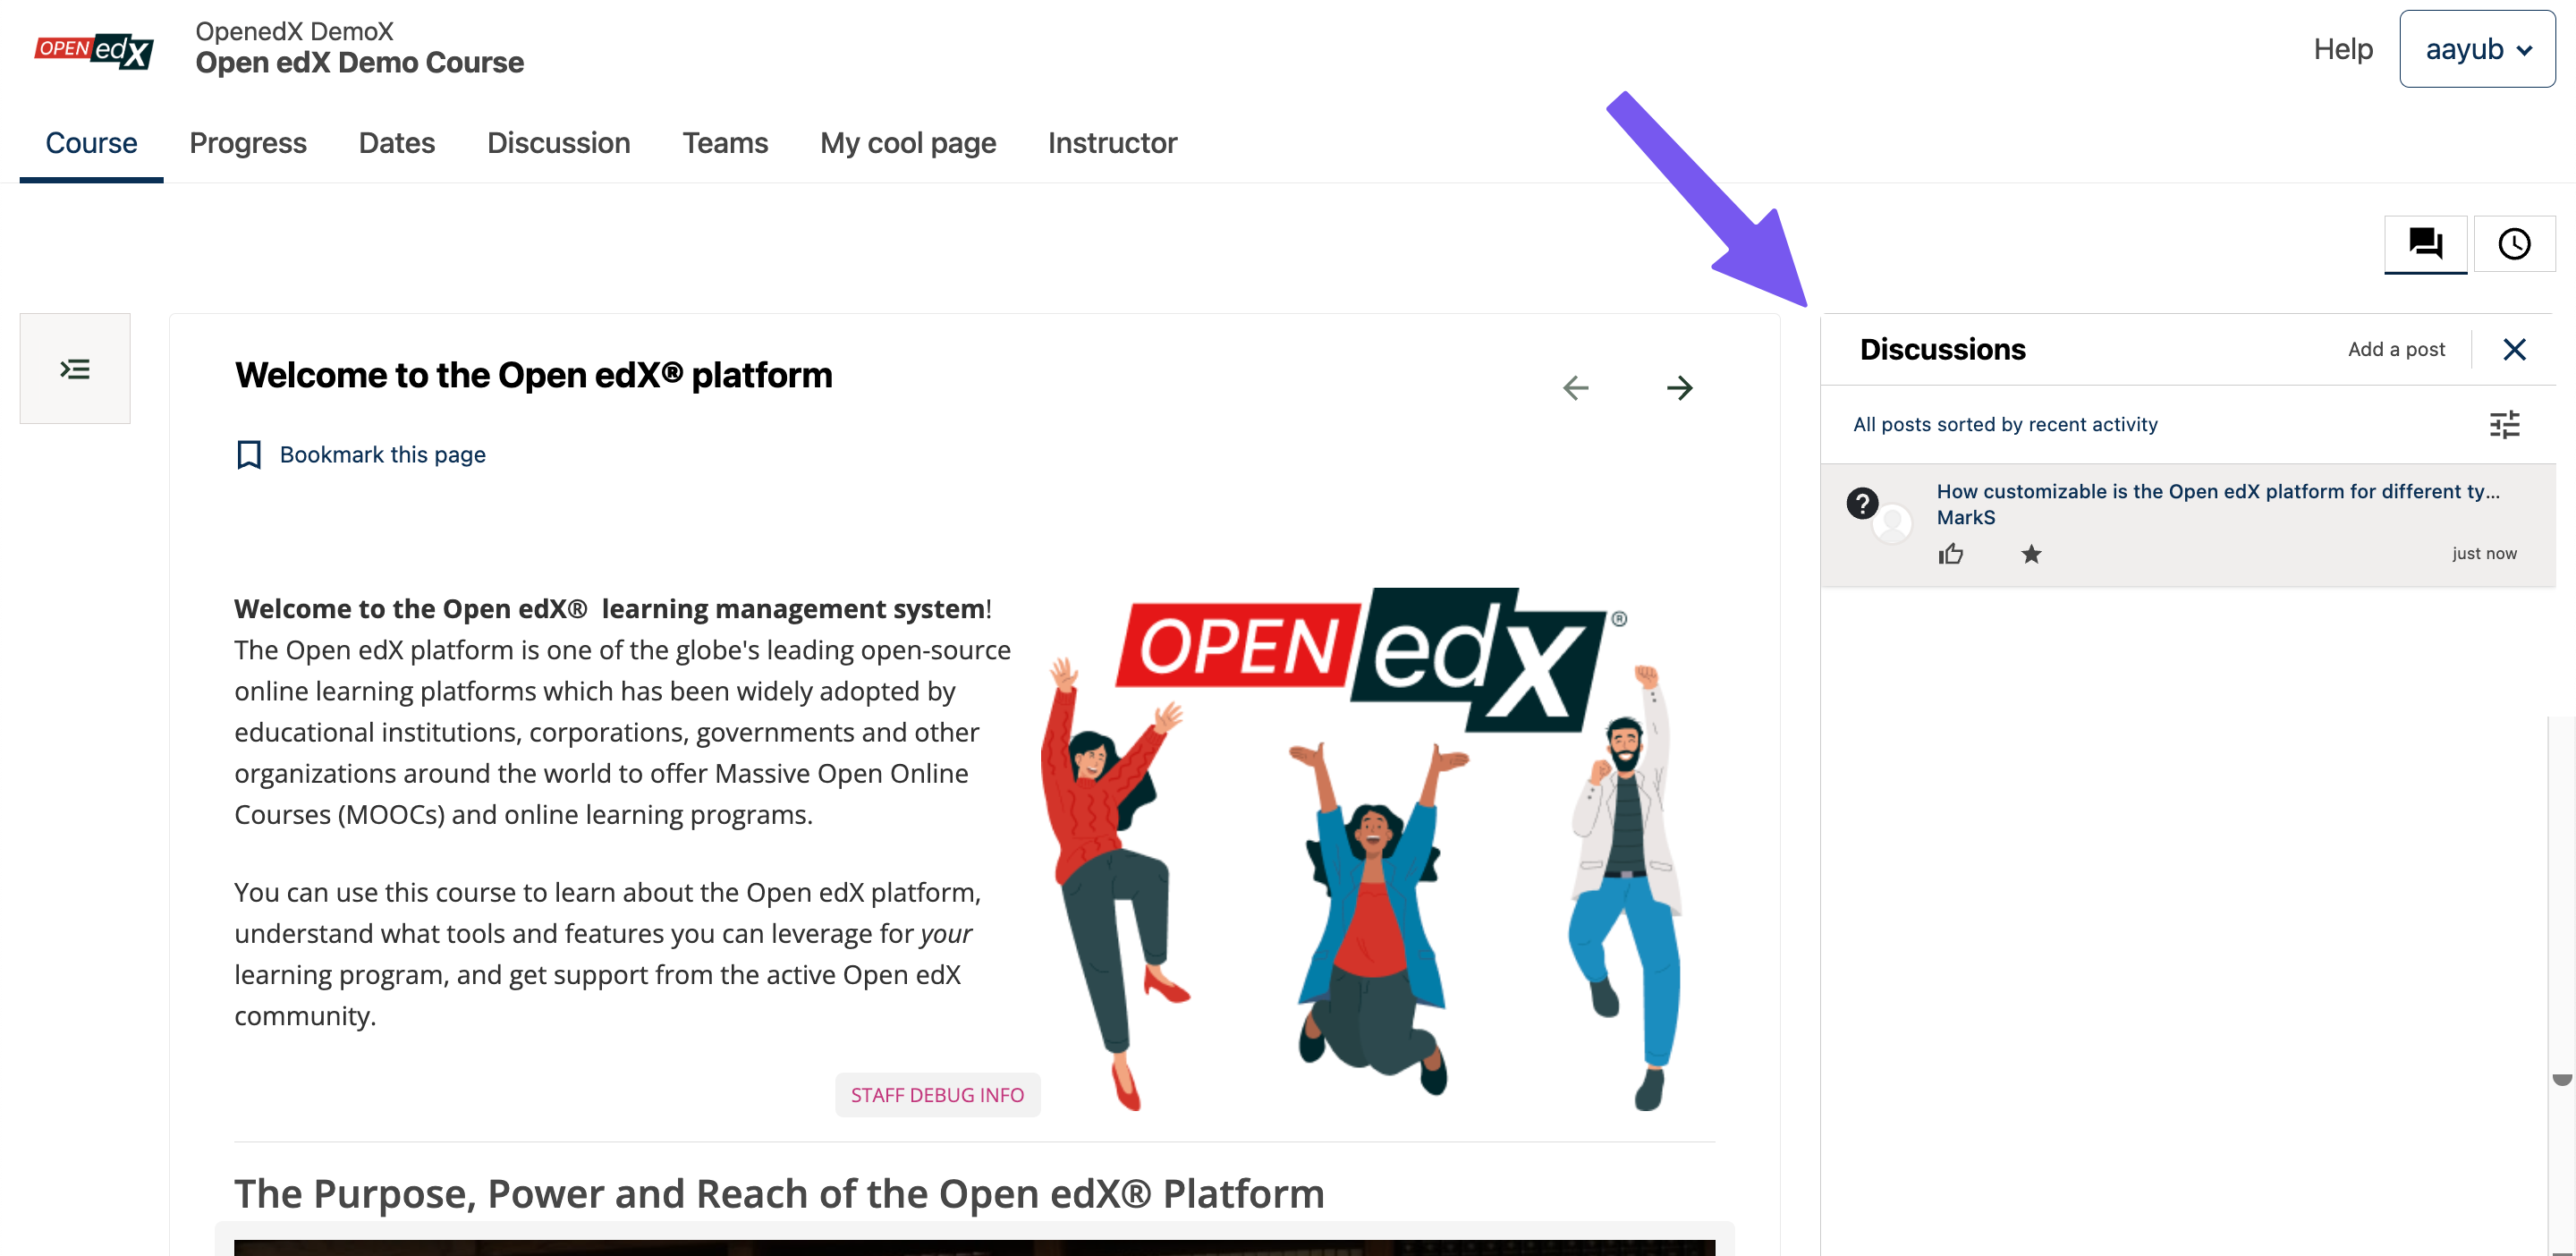 OPEN edX
OpenedX DemoX
Open edX Demo Course
Help
aayub
Course
Progress
Dates
Discussion
Teams
My cool page
Instructor
Welcome to the Open edX® platform
Bookmark this page
Welcome to the Open edX®  learning management system!
The Open edX platform is one of the globe's leading open-source
online learning platforms which has been widely adopted by
educational institutions, corporations, governments and other
organizations around the world to offer Massive Open Online
Courses (MOOCs) and online learning programs.
You can use this course to learn about the Open edX platform,
understand what tools and features you can leverage for your
learning program, and get support from the active Open edX
community.
OPEN edX®
STAFF DEBUG INFO
The Purpose, Power and Reach of the Open edX® Platform
Discussions
Add a post
All posts sorted by recent activity
How customizable is the Open edX platform for different ty...
MarkS
just now